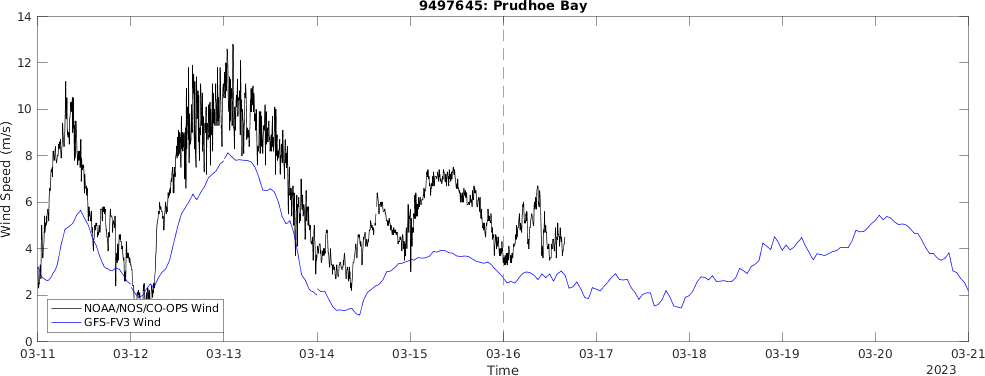 9497645: Prudhoe Bay
Wind Speed (m/s)
14
12
10
8
6
4
2
0
NOAA/NOS/CO-OPS Wind
GFS-FV3 Wind
03-11 03-12 03-13 03-14 03-15 03-16 03-17 03-18 03-19 03-20 03-21
Time
2023